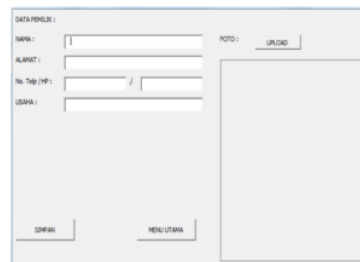 DATA PEMILIK :
NAMA :
FOTO :
UPLOAD
ALAMAT :
No. Telp / HP :
/
USAHA :
SIMPAN
MENU UTAMA